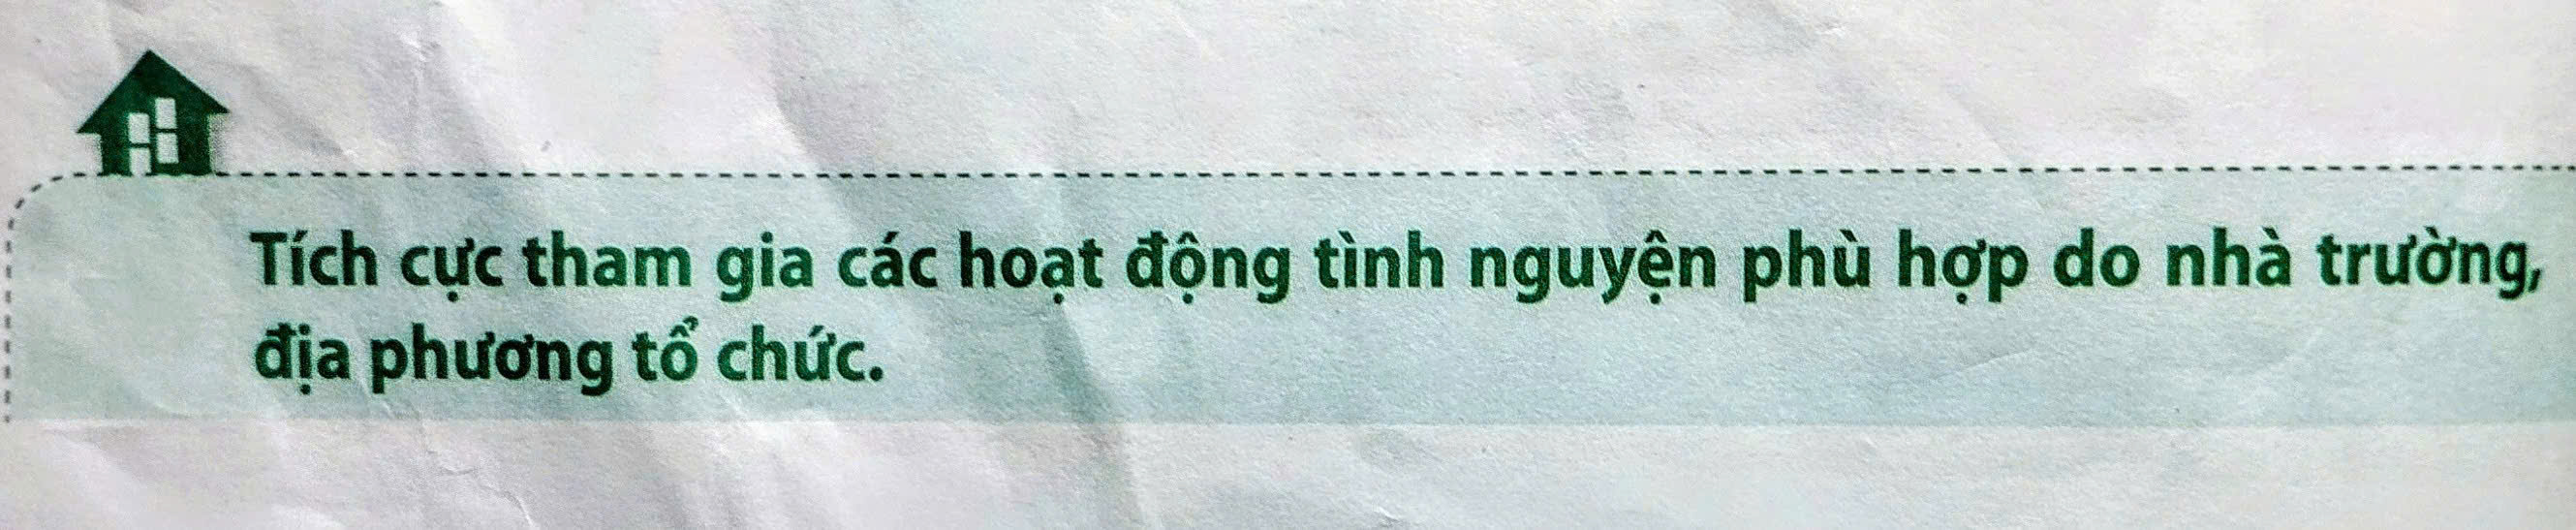 Tích cực tham gia các hoạt động tình nguyện phù hợp do nhà trường,
địa phương tổ chức.